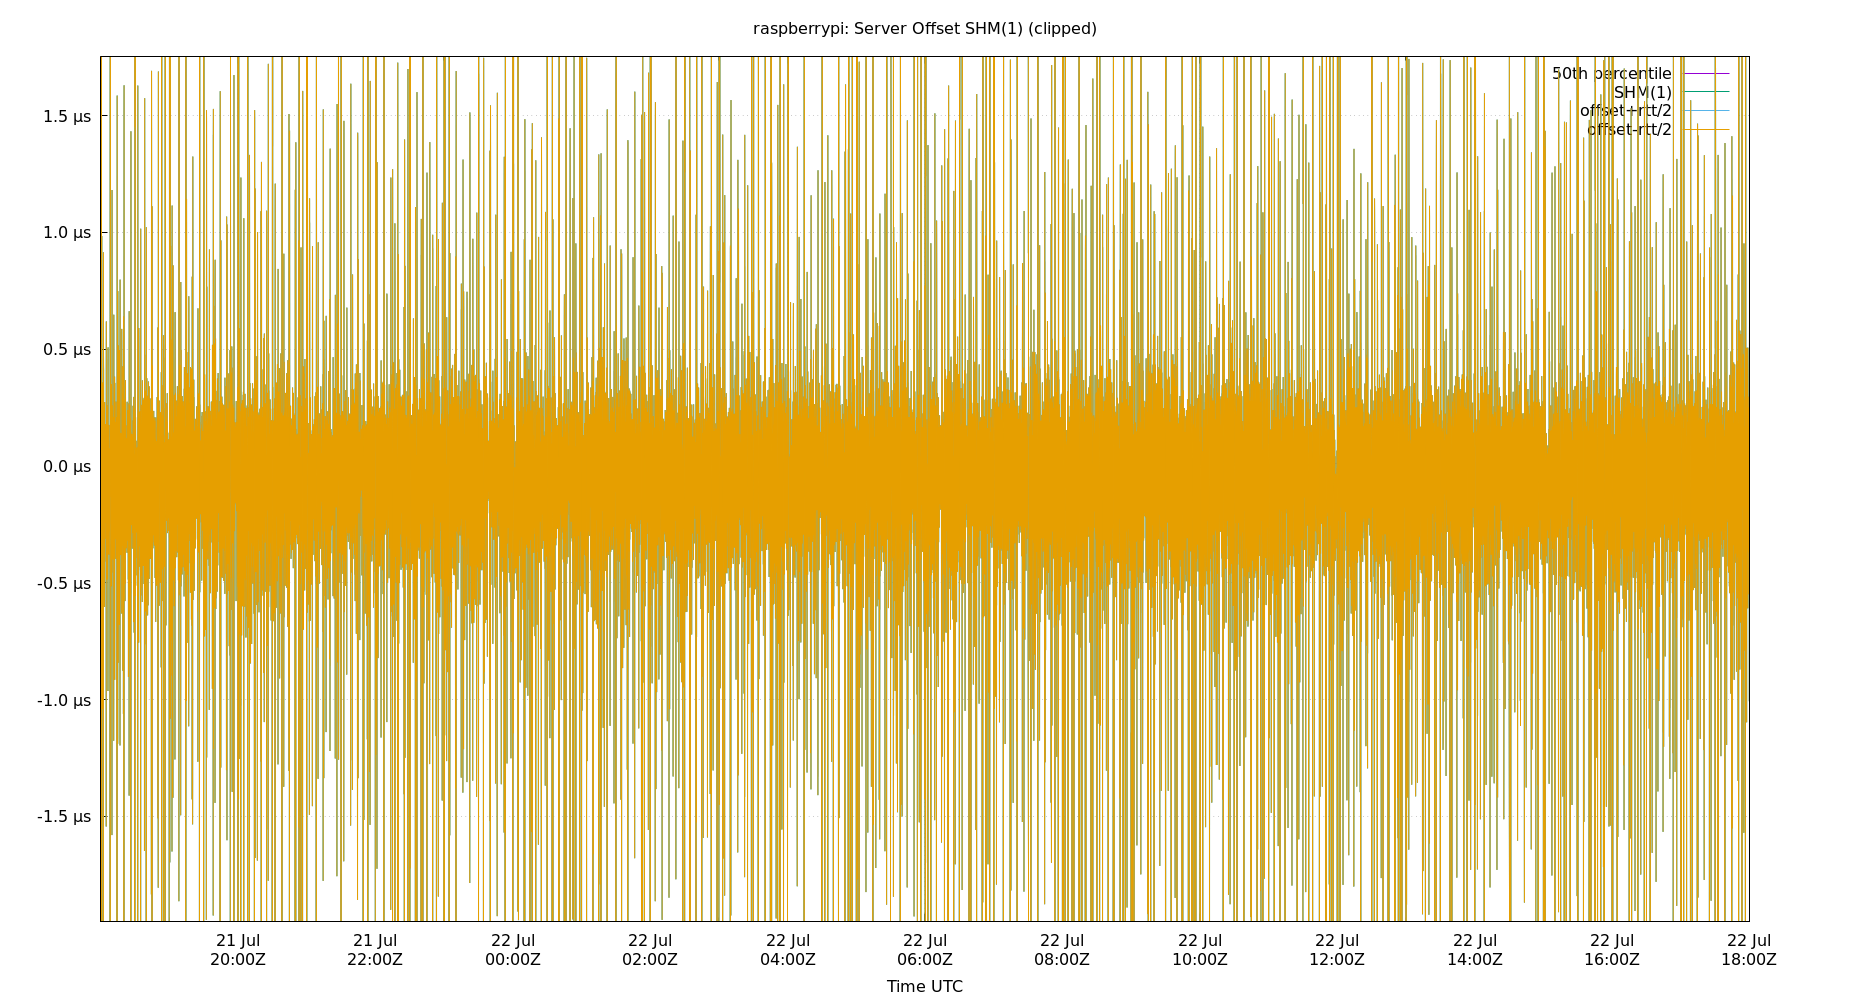 raspberrypi: Server Offset SHM(1) (clipped)
50th percentile
SHM(1)
offset+rtt/2
offset-rtt/2
1.5 µs
1.0 µs
0.5 µs
0.0 µs
-0.5 µs
-1.0 µs
-1.5 µs
21 Jul 21 Jul 22 Jul 22 Jul 22 Jul 22 Jul 22 Jul 22 Jul 22 Jul 22 Jul 22 Jul 22 Jul
20:00Z 22:00Z 00:00Z 02:00Z 04:00Z 06:00Z 08:00Z 10:00Z 12:00Z 14:00Z 16:00Z 18:00Z
Time UTC